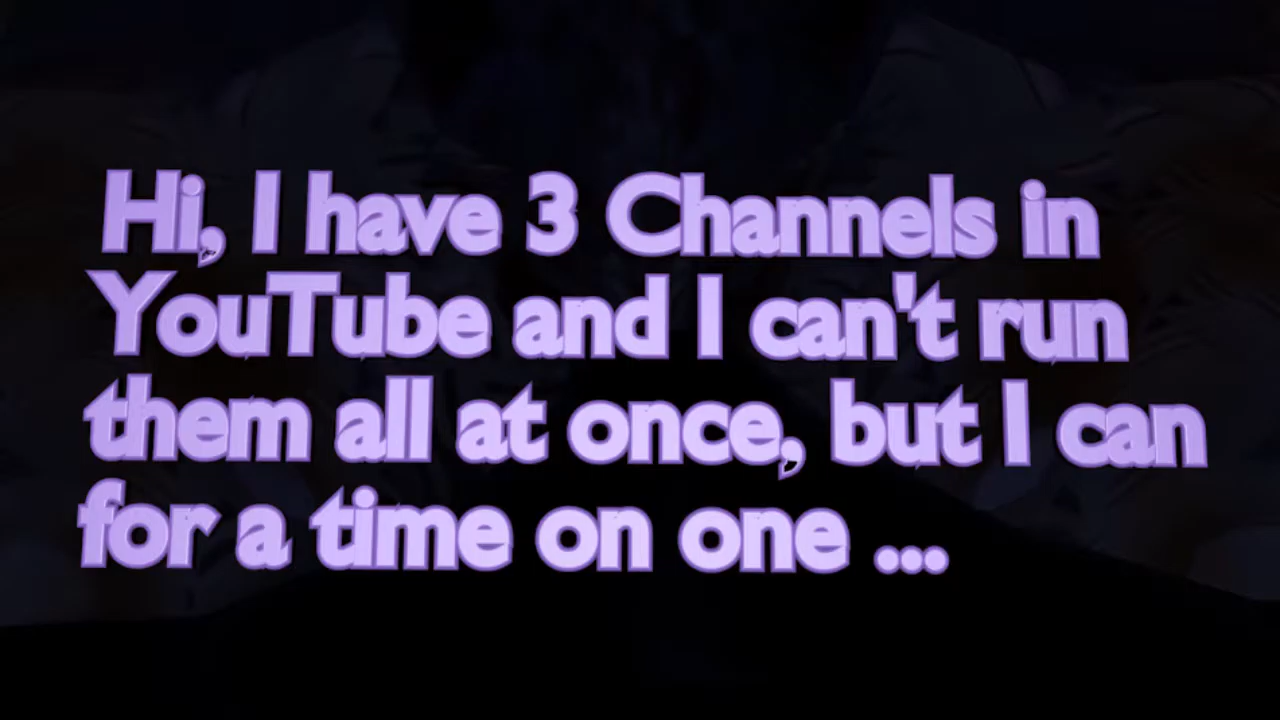 Hi, I have 3 Channels in
YouTube and I can't run
them all at once, but I can
for a time on one ...